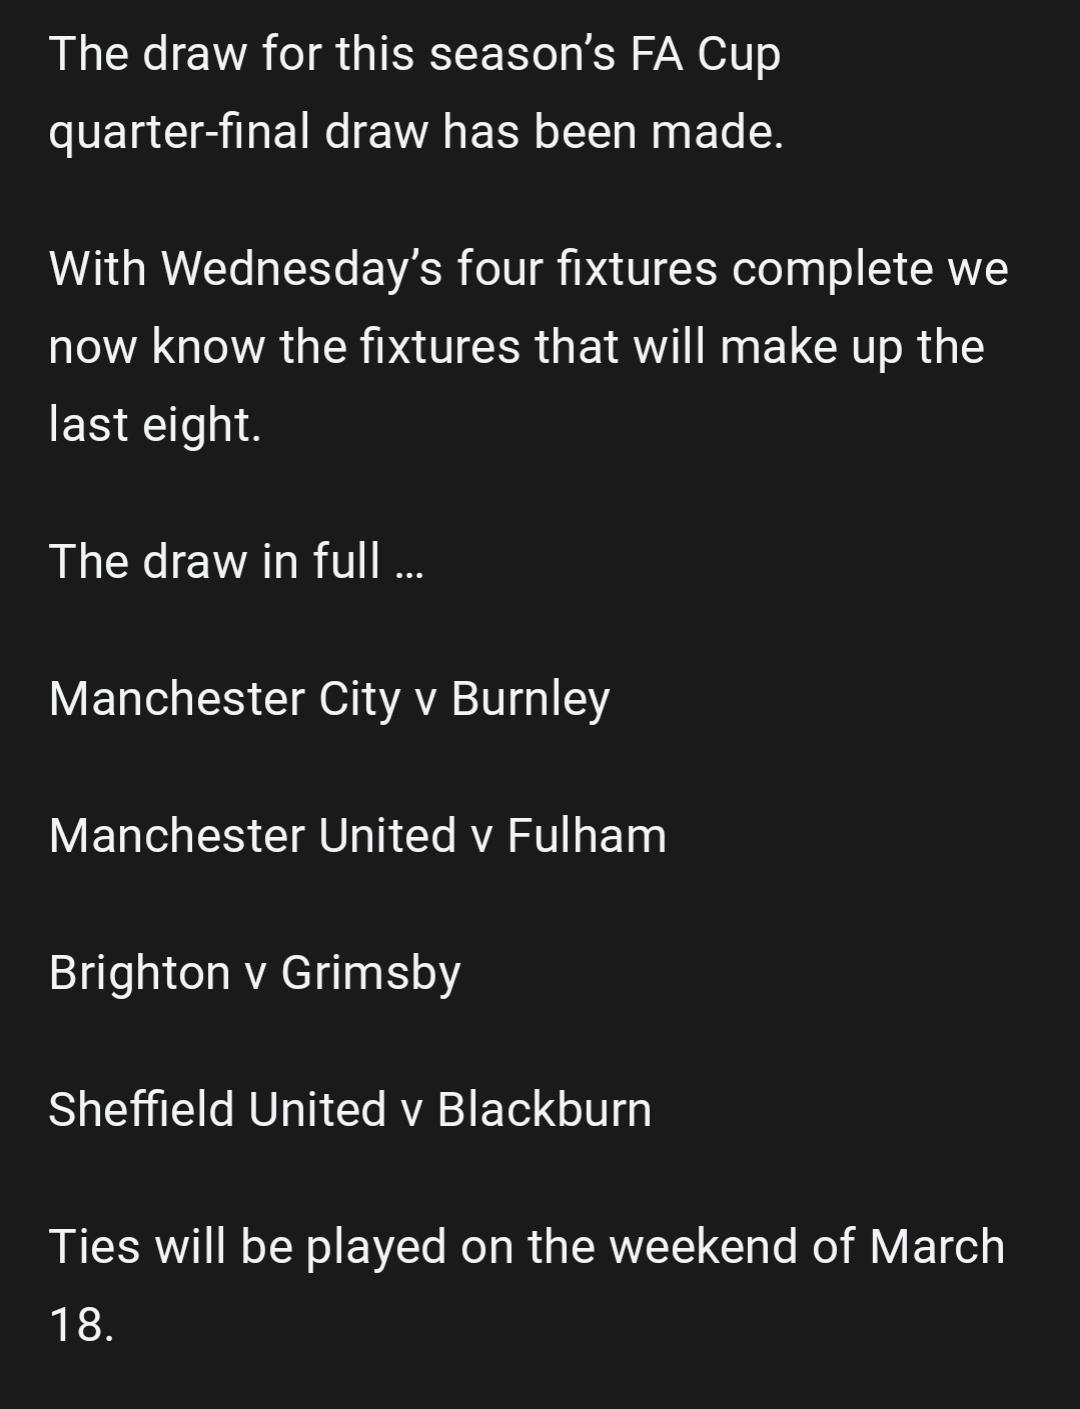 The draw for this season’s FA Cup
quarter-final draw has been made.
With Wednesday’s four fixtures complete we
now know the fixtures that will make up the
last eight.
The draw in full ...
Manchester City v Burnley
Manchester United v Fulham
Brighton v Grimsby
Sheffield United v Blackburn
Ties will be played on the weekend of March
18.